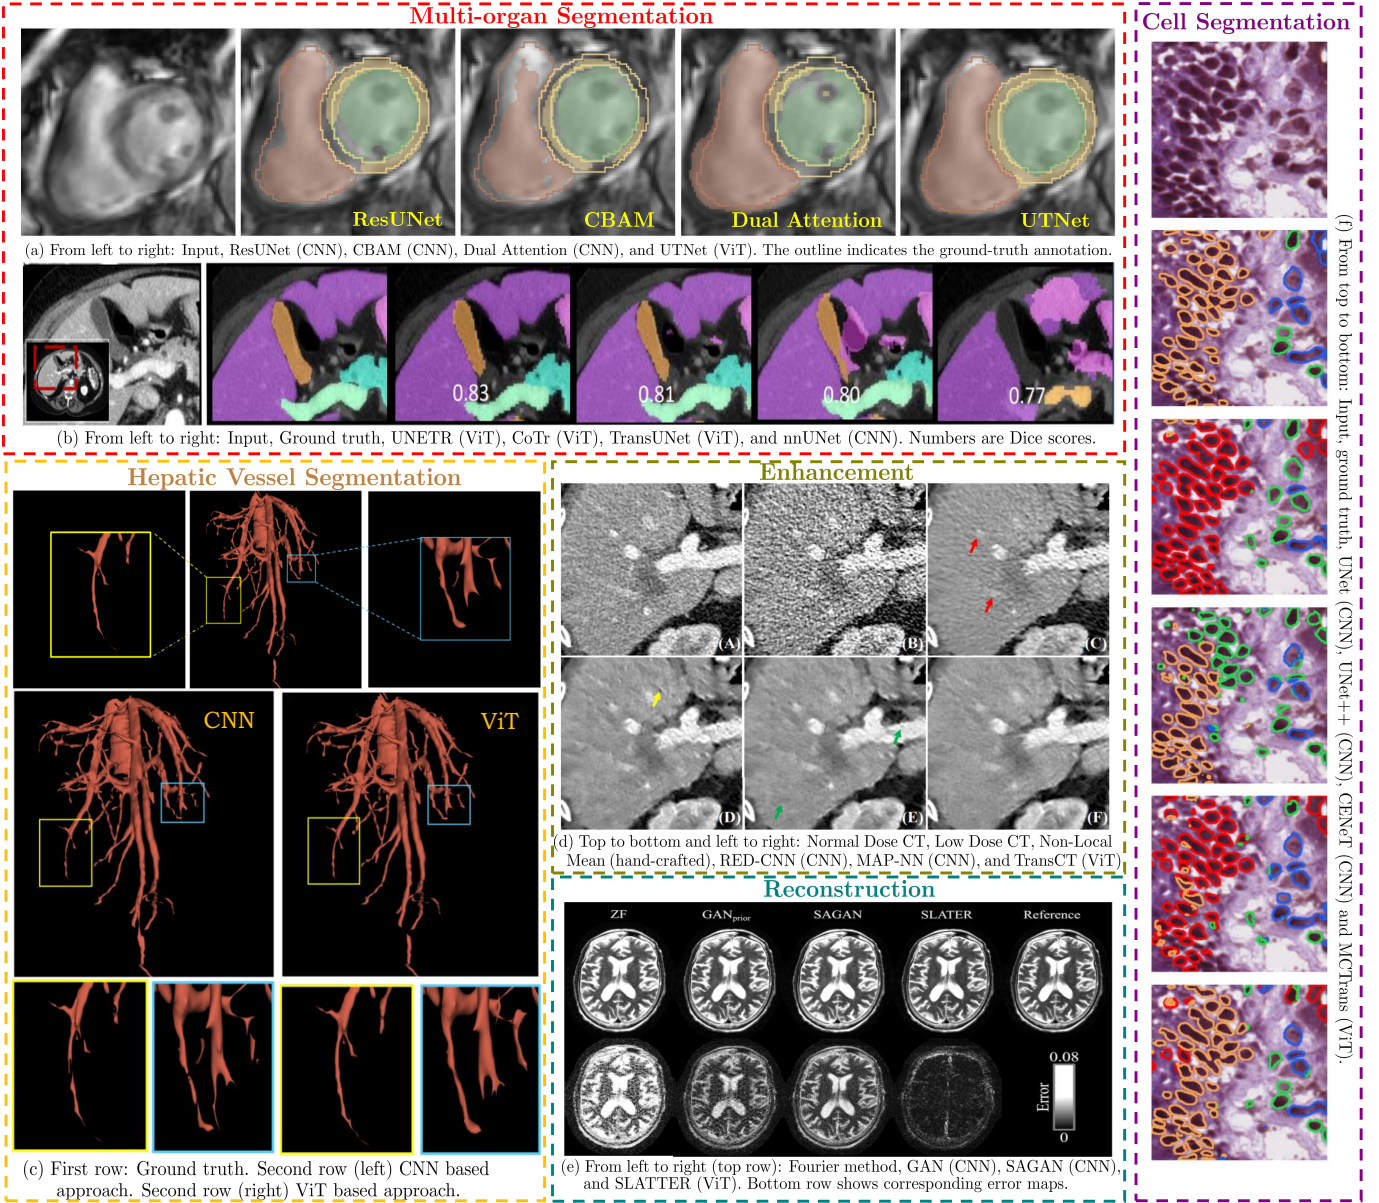 Multi-organ Segmentation
ResUNet
CBAM
Dual Attention
UTNet
(a) From left to right: Input, ResUNet (CNN), CBAM (CNN), Dual Attention (CNN), and UTNet (ViT). The outline indicates the ground-truth annotation.
0.83
0.81
0.80
0.77
(b) From left to right: Input, Ground truth, UNETR (ViT), CoTr (ViT), TransUNet (ViT), and nnUNet (CNN). Numbers are Dice scores.
Hepatic Vessel Segmentation
CNN
ViT
(c) First row: Ground truth. Second row (left) CNN based
approach. Second row (right) ViT based approach.
Enhancement
(A)
(B)
(C)
(D)
(E)
(F)
(d) Top to bottom and left to right: Normal Dose CT, Low Dose CT, Non-Local
Mean (hand-crafted), RED-CNN (CNN), MAP-NN (CNN), and TransCT (ViT)
Reconstruction
ZF
GANprior
SAGAN
SLATER
Reference
0.08
Error
0
(e) From left to right (top row): Fourier method, GAN (CNN), SAGAN (CNN),
and SLATTER (ViT). Bottom row shows corresponding error maps.
Cell Segmentation
(f) From top to bottom: Input, ground truth, UNet (CNN), UNet++ (CNN), CENet (CNN) and MCTrans (ViT).